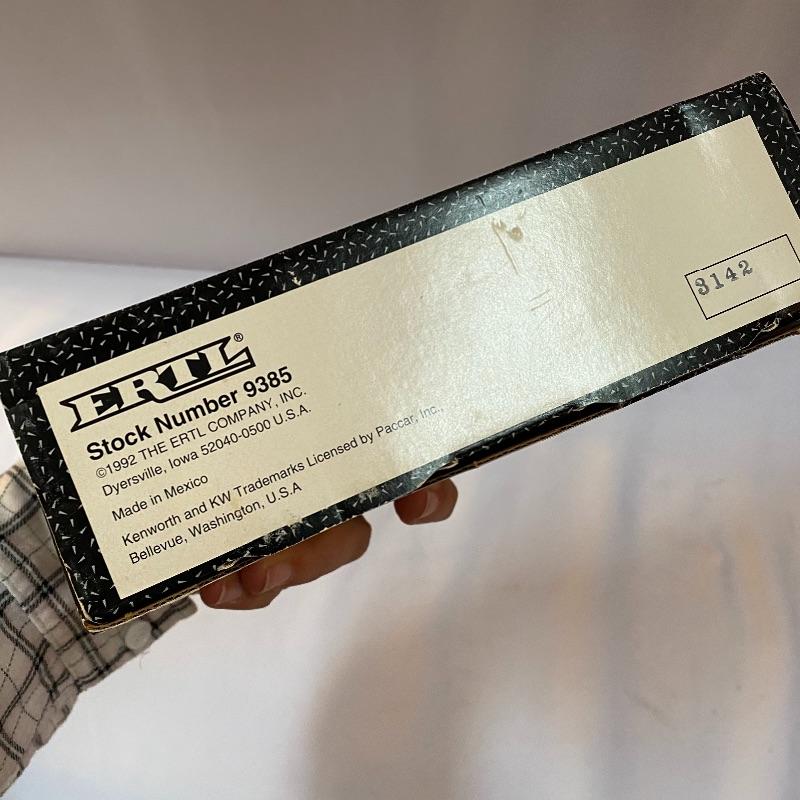 ERTL®
Stock Number 9385
©1992 THE ERTL COMPANY, INC.
Dyersville, Iowa 52040-0500 U.S.A.
Made in Mexico
Kenworth and KW Trademarks Licensed by Paccar, Inc.,
Bellevue, Washington, U.S.A
3142